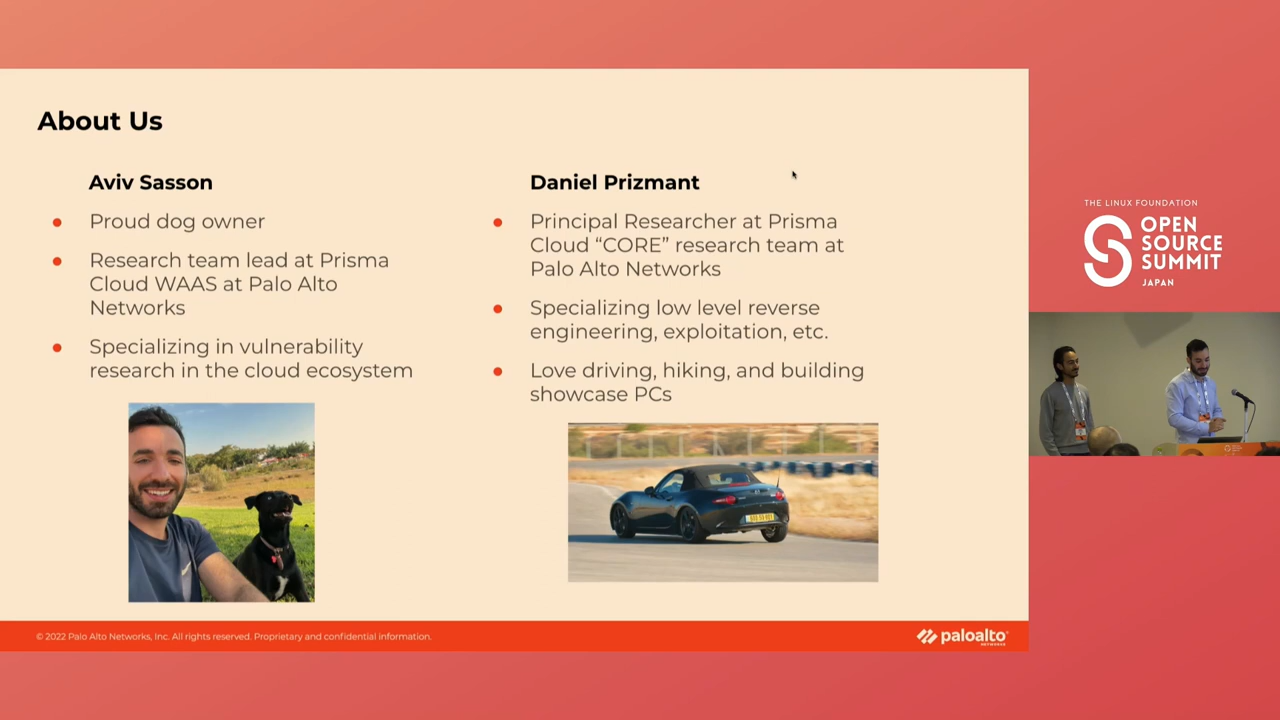 About Us
Aviv Sasson
Proud dog owner
Research team lead at Prisma
Cloud WAAS at Palo Alto
Networks
Specializing in vulnerability
research in the cloud ecosystem
Daniel Prizmant
Principal Researcher at Prisma
Cloud “CORE” research team at
Palo Alto Networks
Specializing low level reverse
engineering, exploitation, etc.
Love driving, hiking, and building
showcase PCs
© 2022 Palo Alto Networks, Inc. All rights reserved. Proprietary and confidential information.
paloalto
NETWORKS
THE LINUX FOUNDATION
OPEN
SOURCE
SUMMIT
JAPAN